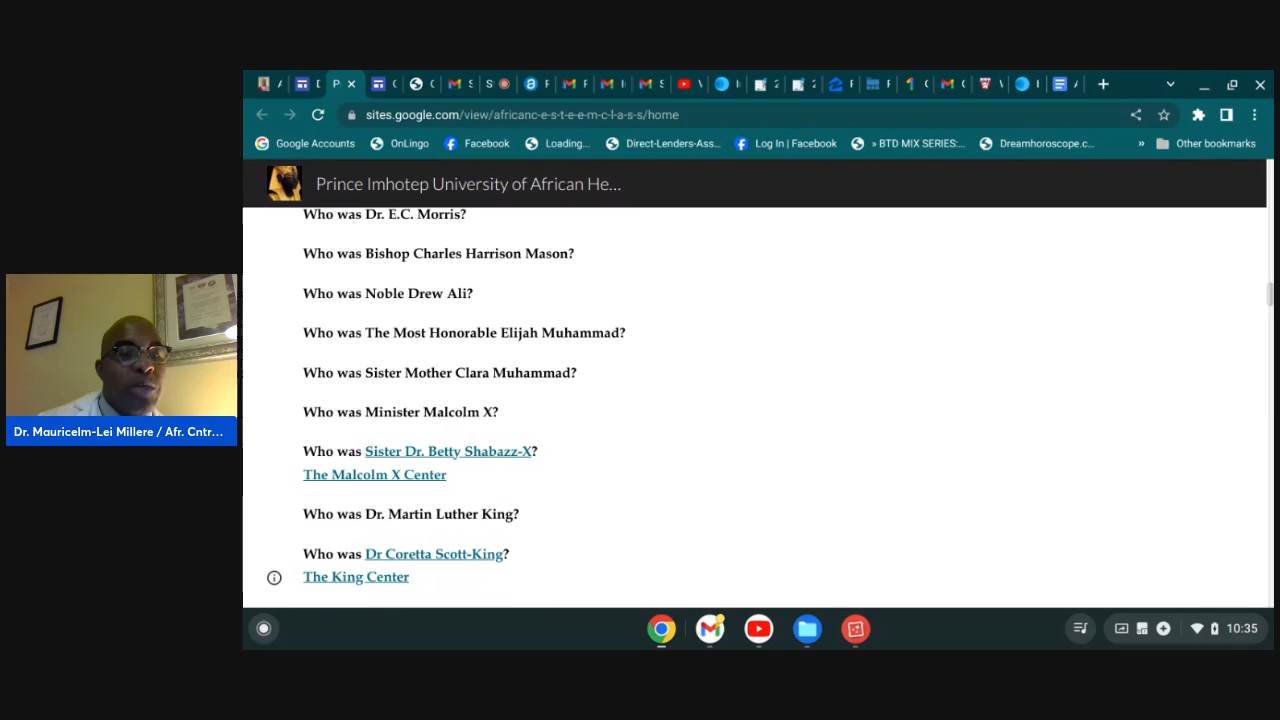 A
D
P
C
C
S
S
F
F
I
S
V
I
2
2
F
F
C
C
V
I
A
sites.google.com/view/africanc-e-s-t-e-e-m-c-l-a-s-s/home
Google Accounts
OnLingo
Facebook
Loading...
Direct-Lenders-Ass...
Log In | Facebook
» BTD MIX SERIES:...
Dreamhoroscope.c...
»
Other bookmarks
Prince Imhotep University of African He...
Who was Dr. E.C. Morris?
Who was Bishop Charles Harrison Mason?
Who was Noble Drew Ali?
Who was The Most Honorable Elijah Muhammad?
Who was Sister Mother Clara Muhammad?
Who was Minister Malcolm X?
Who was Sister Dr. Betty Shabazz-X?
The Malcolm X Center
Who was Dr. Martin Luther King?
Who was Dr Coretta Scott-King?
The King Center
Dr. Mauricelm-Lei Millere / Afr. Cntr...
10:35